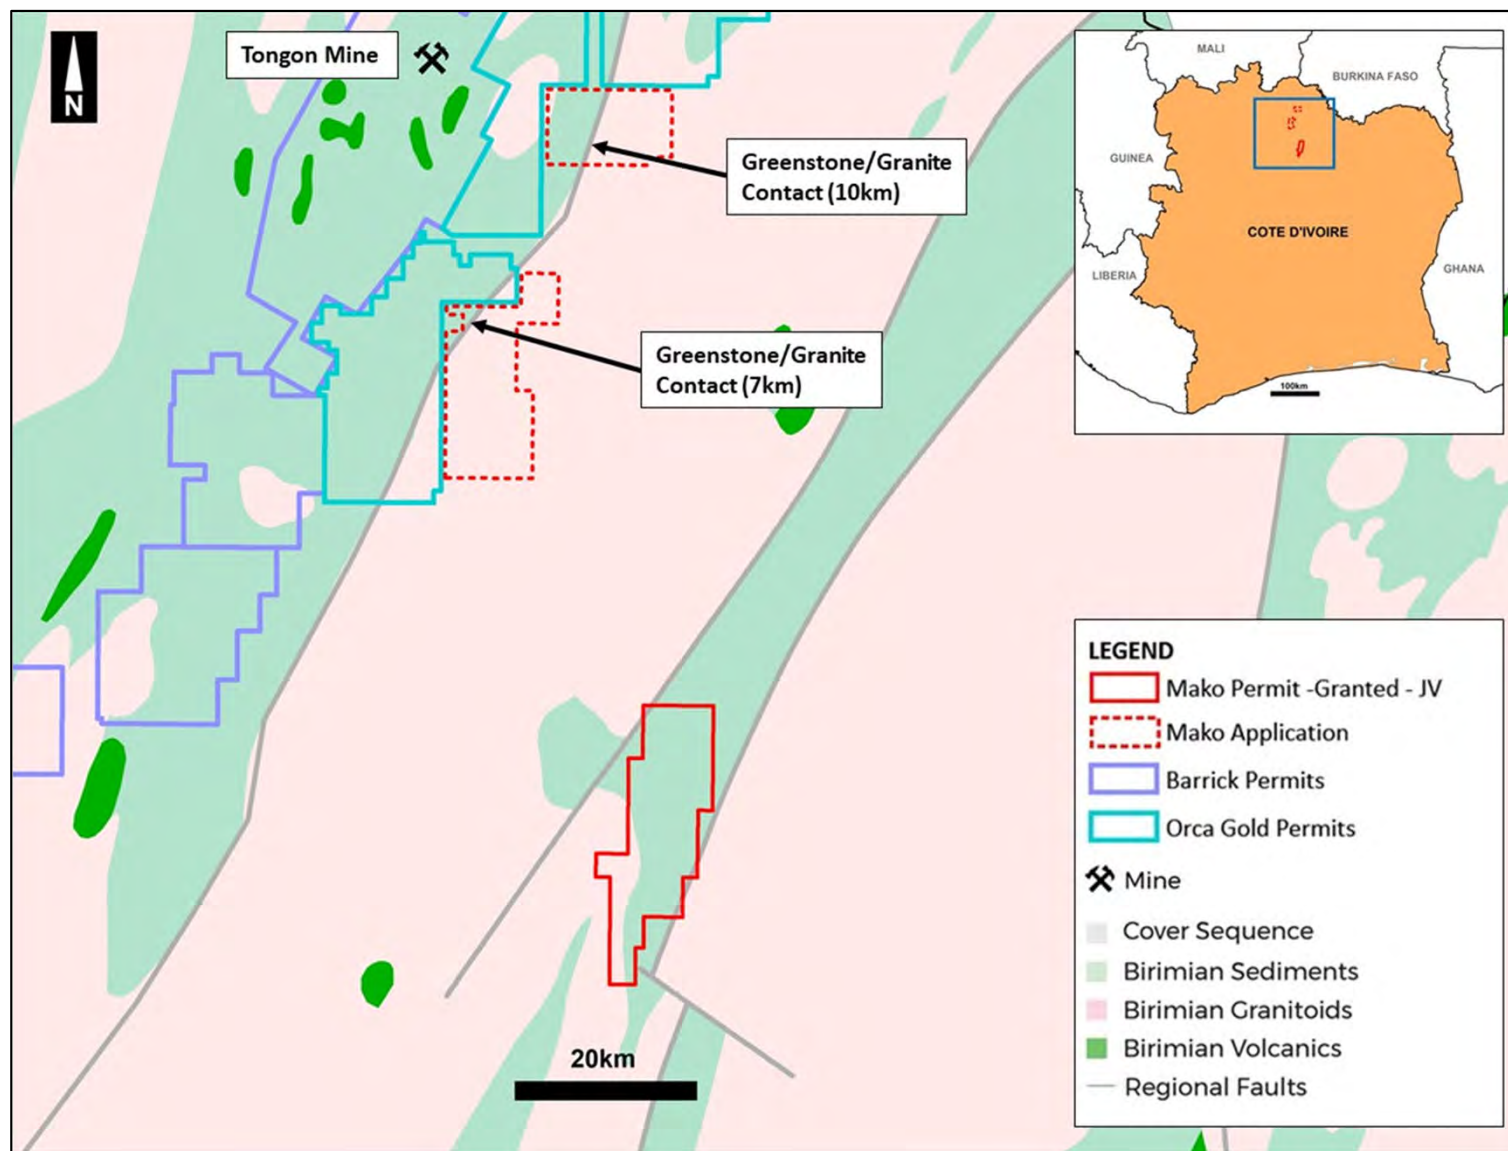 N
Tongon Mine
Greenstone/Granite
Contact (10km)
Greenstone/Granite
Contact (7km)
MALI
BURKINA FASO
GUINEA
COTE D'IVOIRE
LIBERIA
GHANA
100km
LEGEND
Mako Permit -Granted - JV
Mako Application
Barrick Permits
Orca Gold Permits
Mine
Cover Sequence
Birimian Sediments
Birimian Granitoids
Birimian Volcanics
Regional Faults
20km